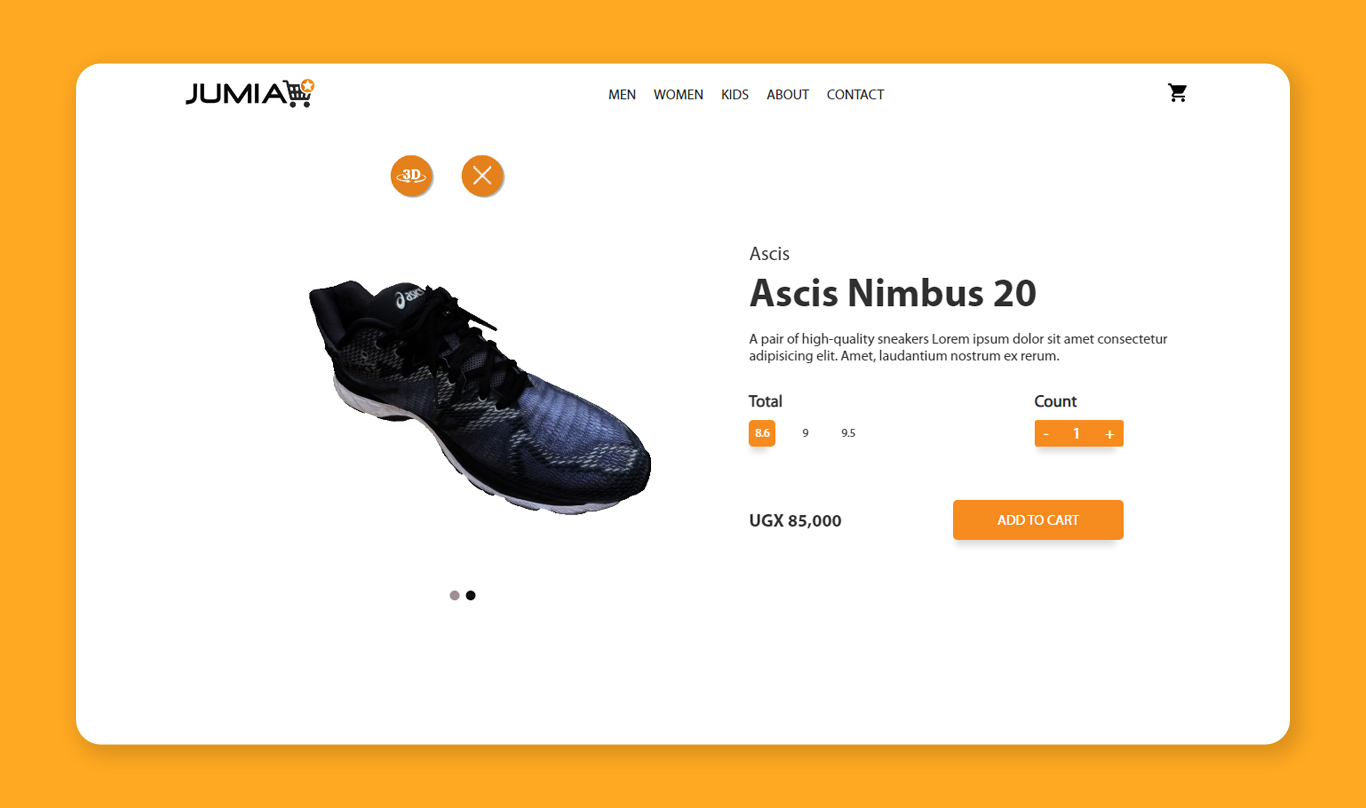 JUMIA
MEN WOMEN KIDS ABOUT CONTACT
3D
asics
Ascis
Ascis Nimbus 20
A pair of high-quality sneakers Lorem ipsum dolor sit amet consectetur
adipisicing elit. Amet, laudantium nostrum ex rerum.
Total Count
8.6 9 9.5 - 1 +
UGX 85,000 ADD TO CART